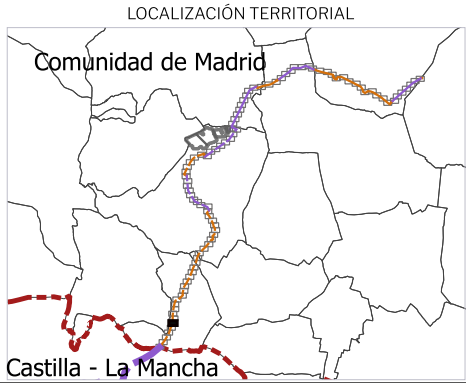 LOCALIZACIÓN TERRITORIAL
Comunidad de Madrid
Castilla - La Mancha